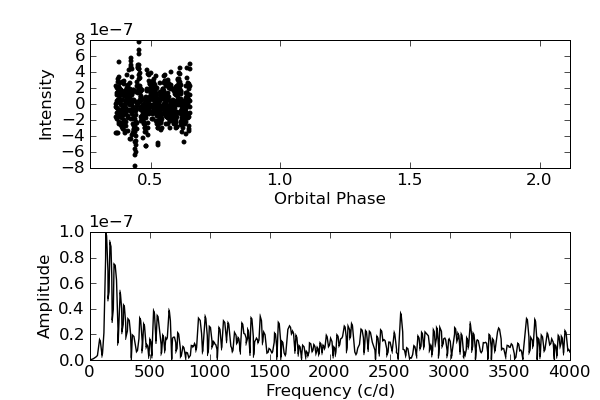 1e−7
8
6
4
2
0
−2
−4
−6
−8
Intensity
0.5 1.0 1.5 2.0
Orbital Phase
1e−7
1.0
0.8
0.6
0.4
0.2
0.0
Amplitude
0 500 1000 1500 2000 2500 3000 3500 4000
Frequency (c/d)